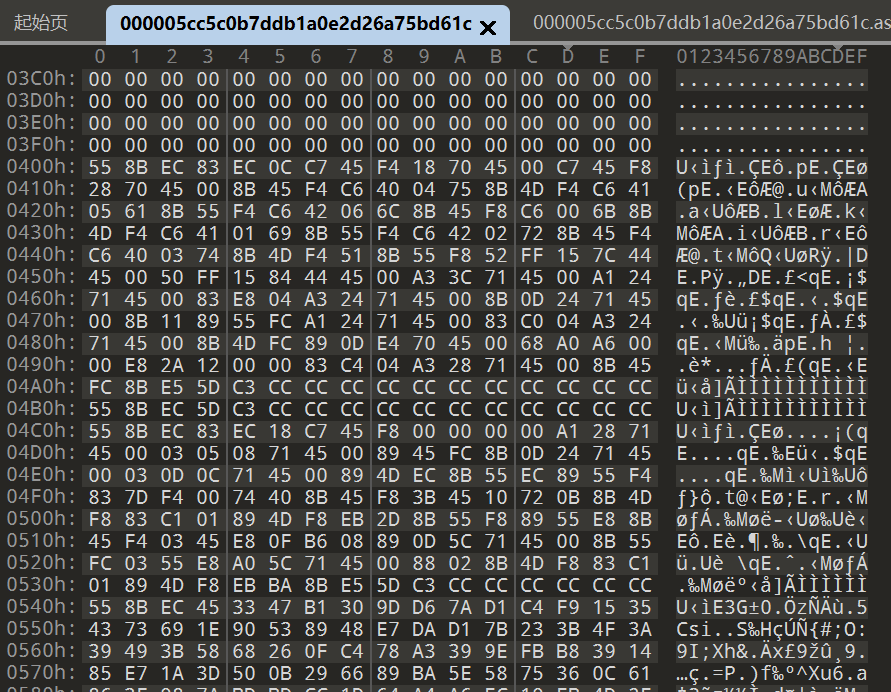 起始页 000005cc5c0b7ddb1a0e2d26a75bd61c × 000005cc5c0b7ddb1a0e2d26a75bd61c.as
0 1 2 3 4 5 6 7 8 9 A B C D E F 0123456789ABCDEF
03C0h: 00 00 00 00 00 00 00 00 00 00 00 00 00 00 00 00 ................
03D0h: 00 00 00 00 00 00 00 00 00 00 00 00 00 00 00 00 ................
03E0h: 00 00 00 00 00 00 00 00 00 00 00 00 00 00 00 00 ................
03F0h: 00 00 00 00 00 00 00 00 00 00 00 00 00 00 00 00 ................
0400h: 55 8B EC 83 EC 0C C7 45 F4 18 70 45 00 C7 45 F8 U‹ìƒì.ÇEô.pE.ÇEø
0410h: 28 70 45 00 8B 45 F4 C6 40 04 75 8B 4D F4 C6 41 (pE.‹EôÆ@.u‹MôÆA
0420h: 05 61 8B 55 F4 C6 42 06 6C 8B 45 F8 C6 00 6B 8B .a‹UôÆB.l‹EøÆ.k‹
0430h: 4D F4 C6 41 01 69 8B 55 F4 C6 42 02 72 8B 45 F4 MôÆA.i‹UôÆB.r‹Eô
0440h: C6 40 03 74 8B 4D F4 51 8B 55 F8 52 FF 15 7C 44 Æ@.t‹MôQ‹UøRÿ.|D
0450h: 45 00 50 FF 15 84 44 45 00 A3 3C 71 45 00 A1 24 E.Pÿ.„DE.£<qE.¡$
0460h: 71 45 00 83 E8 04 A3 24 71 45 00 8B 0D 24 71 45 qE.ƒè.£$qE.‹.$qE
0470h: 00 8B 11 89 55 FC A1 24 71 45 00 83 C0 04 A3 24 .‹.‰Uü¡$qE.ƒÀ.£$
0480h: 71 45 00 8B 4D FC 89 0D E4 70 45 00 68 A0 A6 00 qE.‹Mü‰.äpE.h ¦.
0490h: 00 E8 2A 12 00 00 83 C4 04 A3 28 71 45 00 8B 45 .è*...ƒÄ.£(qE.‹E
04A0h: FC 8B E5 5D C3 CC CC CC CC CC CC CC CC CC CC CC ü‹å]ÃÌÌÌÌÌÌÌÌÌÌÌ
04B0h: 55 8B EC 5D C3 CC CC CC CC CC CC CC CC CC CC CC U‹ì]ÃÌÌÌÌÌÌÌÌÌÌÌ
04C0h: 55 8B EC 83 EC 18 C7 45 F8 00 00 00 00 A1 28 71 U‹ìƒì.ÇEø....¡(q
04D0h: 45 00 03 05 08 71 45 00 89 45 FC 8B 0D 24 71 45 E....qE.‰Eü‹.$qE
04E0h: 00 03 0D 0C 71 45 00 89 4D EC 8B 55 EC 89 55 F4 ....qE.‰Mì‹Uì‰Uô
04F0h: 83 7D F4 00 74 40 8B 45 F8 3B 45 10 72 0B 8B 4D ƒ}ô.t@‹Eø;E.r.‹M
0500h: F8 83 C1 01 89 4D F8 EB 2D 8B 55 F8 89 55 E8 8B øƒÁ.‰Møë-‹Uø‰Uè‹
0510h: 45 F4 03 45 E8 0F B6 08 89 0D 5C 71 45 00 8B 55 Eô.Eè.¶.‰.\qE.‹U
0520h: FC 03 55 E8 A0 5C 71 45 00 88 02 8B 4D F8 83 C1 ü.Uè \qE.ˆ.‹MøƒÁ
0530h: 01 89 4D F8 EB BA 8B E5 5D C3 CC CC CC CC CC CC .‰Møëº‹å]ÃÌÌÌÌÌÌ
0540h: 55 8B EC 45 33 47 B1 30 9D D6 7A D1 C4 F9 15 35 U‹ìE3G±0.ÖzÑÄù.5
0550h: 43 73 69 1E 90 53 89 48 E7 DA D1 7B 23 3B 4F 3A Csi..S‰HçÚÑ{#;O:
0560h: 39 49 3B 58 68 26 0F C4 78 A3 39 9E FB B8 39 14 9I;Xh&.Äx£9žû¸9.
0570h: 85 E7 1A 3D 50 0B 29 66 89 BA 5E 58 75 36 0C 61 …ç.=P.)f‰º^Xu6.a